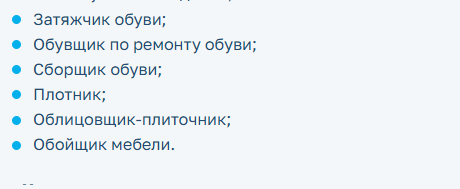 Затяжчик обуви;
Обувщик по ремонту обуви;
Сборщик обуви;
Плотник;
Облицовщик-плиточник;
Обойщик мебели.